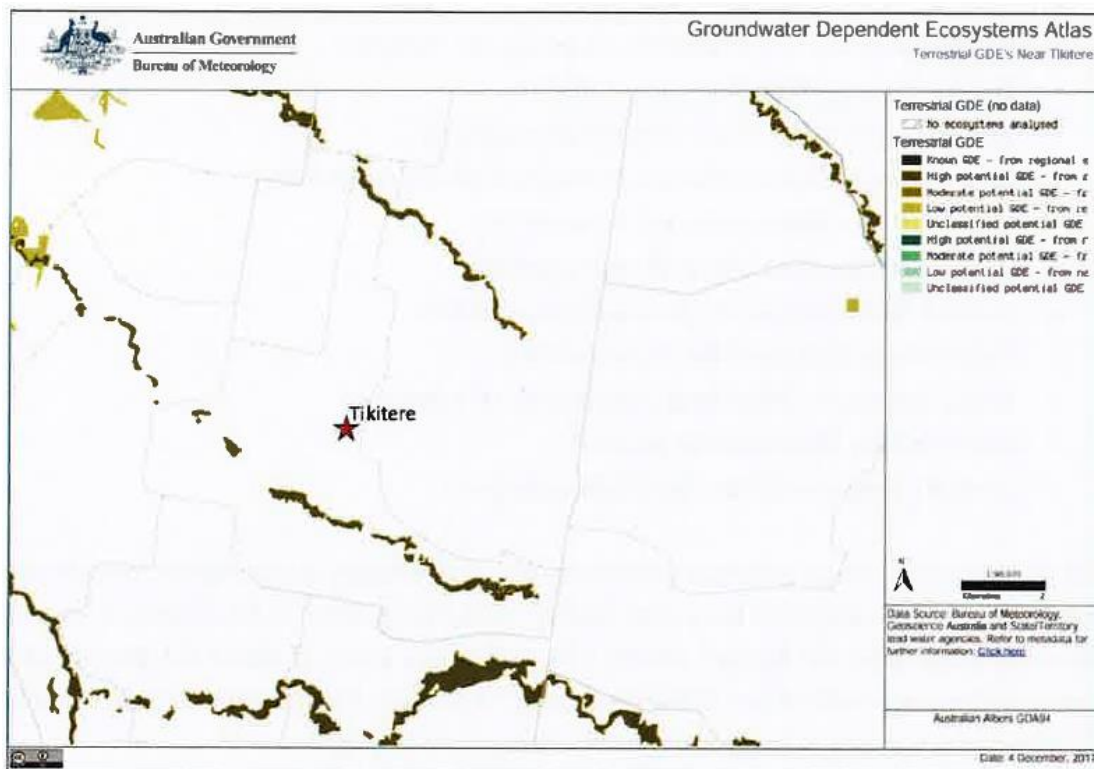 Australian Government
Bureau of Meteorology
Groundwater Dependent Ecosystems Atlas
Terrestrial GDE's Near Tikitere
Tikitere
Terrestrial GDE (no data)
No ecosystems analysed
Terrestrial GDE
Known GDE - from regional s
High potential GDE - from r
Moderate potential GDE - fr
Low potential GDE - from re
Unclassified potential GDE
High potential GDE - from r
Moderate potential GDE - fr
Low potential GDE - from na
Unclassified potential GDE
N
Kilometres 2
Data Source: Bureau of Meteorology,
Geoscience Australia and State/Territory
lead water agencies. Refer to metadata for
further information: Click here
Australian Albers GDA94
Date: 4 December, 2017